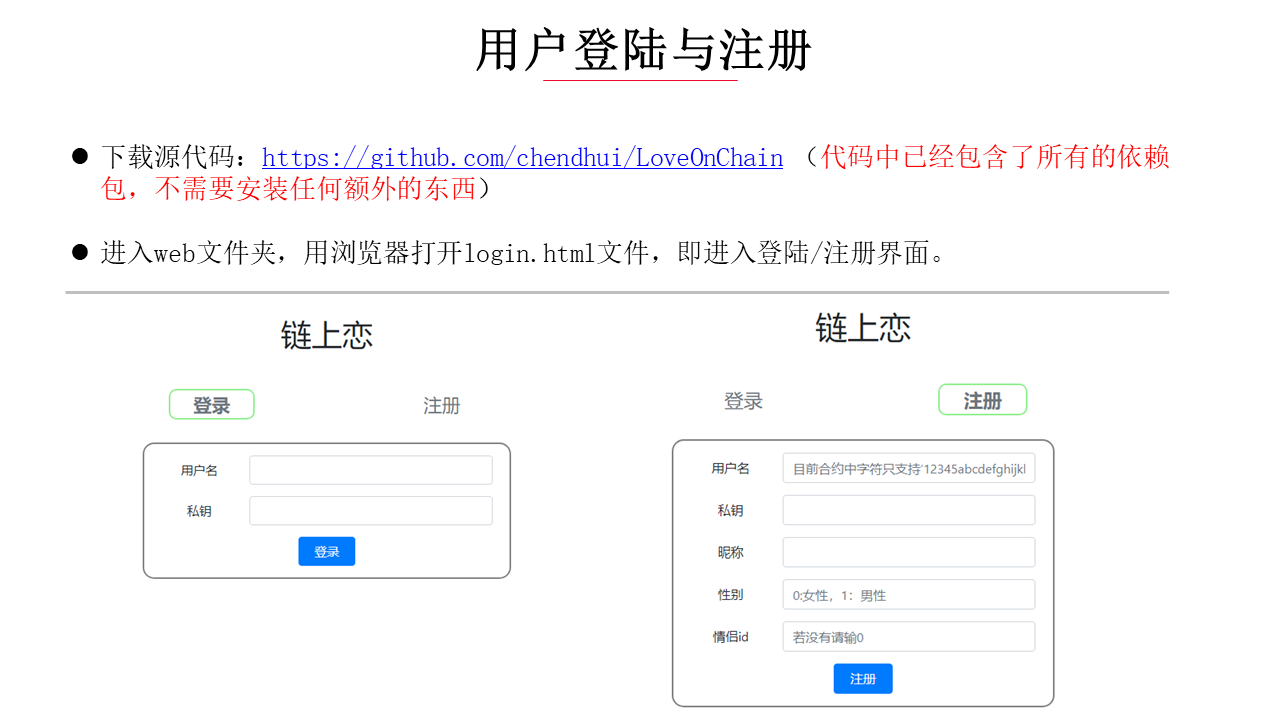 用户登陆与注册
● 下载源代码：https://github.com/chendhui/LoveOnChain （代码中已经包含了所有的依赖
包，不需要安装任何额外的东西）
● 进入web文件夹，用浏览器打开login.html文件，即进入登陆/注册界面。
链上恋
登录 注册
用户名
私钥
登录
链上恋
登录 注册
用户名 目前合约中字符只支持'12345abcdefghijkl
私钥
昵称
性别 0:女性，1：男性
情侣id 若没有请输0
注册